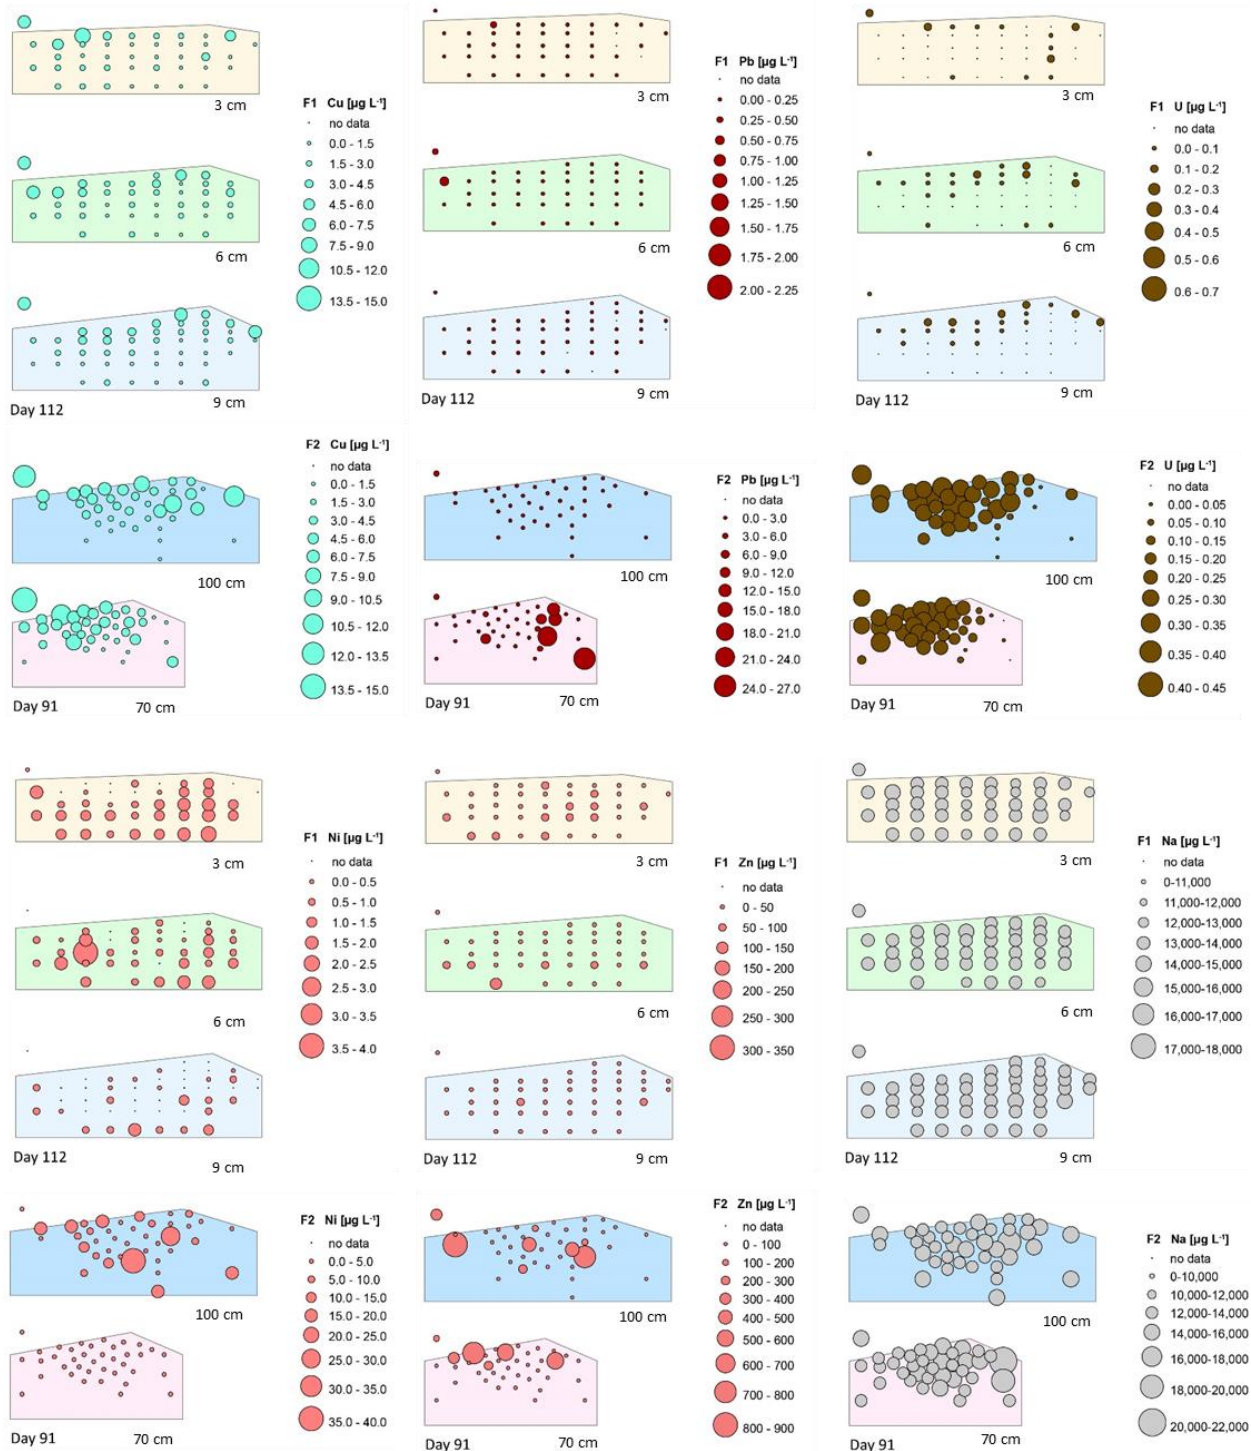 F1 Cu [µg L⁻¹]
no data
0.0 - 1.5
1.5 - 3.0
3.0 - 4.5
4.5 - 6.0
6.0 - 7.5
7.5 - 9.0
10.5 - 12.0
13.5 - 15.0
3 cm
6 cm
9 cm
Day 112
F1 Pb [µg L⁻¹]
no data
0.00 - 0.25
0.25 - 0.50
0.50 - 0.75
0.75 - 1.00
1.00 - 1.25
1.25 - 1.50
1.50 - 1.75
1.75 - 2.00
2.00 - 2.25
3 cm
6 cm
9 cm
Day 112
F1 U [µg L⁻¹]
no data
0.0 - 0.1
0.1 - 0.2
0.2 - 0.3
0.3 - 0.4
0.4 - 0.5
0.5 - 0.6
0.6 - 0.7
3 cm
6 cm
9 cm
Day 112
F2 Cu [µg L⁻¹]
no data
0.0 - 1.5
1.5 - 3.0
3.0 - 4.5
4.5 - 6.0
6.0 - 7.5
7.5 - 9.0
9.0 - 10.5
10.5 - 12.0
12.0 - 13.5
13.5 - 15.0
100 cm
Day 91
70 cm
F2 Pb [µg L⁻¹]
no data
0.0 - 3.0
3.0 - 6.0
6.0 - 9.0
9.0 - 12.0
12.0 - 15.0
15.0 - 18.0
18.0 - 21.0
21.0 - 24.0
24.0 - 27.0
100 cm
Day 91
70 cm
F2 U [µg L⁻¹]
no data
0.00 - 0.05
0.05 - 0.10
0.10 - 0.15
0.15 - 0.20
0.20 - 0.25
0.25 - 0.30
0.30 - 0.35
0.35 - 0.40
0.40 - 0.45
100 cm
Day 91
70 cm
F1 Ni [µg L⁻¹]
no data
0.0 - 0.5
0.5 - 1.0
1.0 - 1.5
1.5 - 2.0
2.0 - 2.5
2.5 - 3.0
3.0 - 3.5
3.5 - 4.0
3 cm
6 cm
Day 112
9 cm
F1 Zn [µg L⁻¹]
no data
0 - 50
50 - 100
100 - 150
150 - 200
200 - 250
250 - 300
300 - 350
3 cm
6 cm
Day 112
9 cm
F1 Na [µg L⁻¹]
no data
0-11,000
11,000-12,000
12,000-13,000
13,000-14,000
14,000-15,000
15,000-16,000
16,000-17,000
17,000-18,000
3 cm
6 cm
Day 112
9 cm
F2 Ni [µg L⁻¹]
no data
0.0 - 5.0
5.0 - 10.0
10.0 - 15.0
15.0 - 20.0
20.0 - 25.0
25.0 - 30.0
30.0 - 35.0
35.0 - 40.0
100 cm
Day 91
70 cm
F2 Zn [µg L⁻¹]
no data
0 - 100
100 - 200
200 - 300
300 - 400
400 - 500
500 - 600
600 - 700
700 - 800
800 - 900
100 cm
Day 91
70 cm
F2 Na [µg L⁻¹]
no data
0-10,000
10,000-12,000
12,000-14,000
14,000-16,000
16,000-18,000
18,000-20,000
20,000-22,000
100 cm
Day 91
70 cm